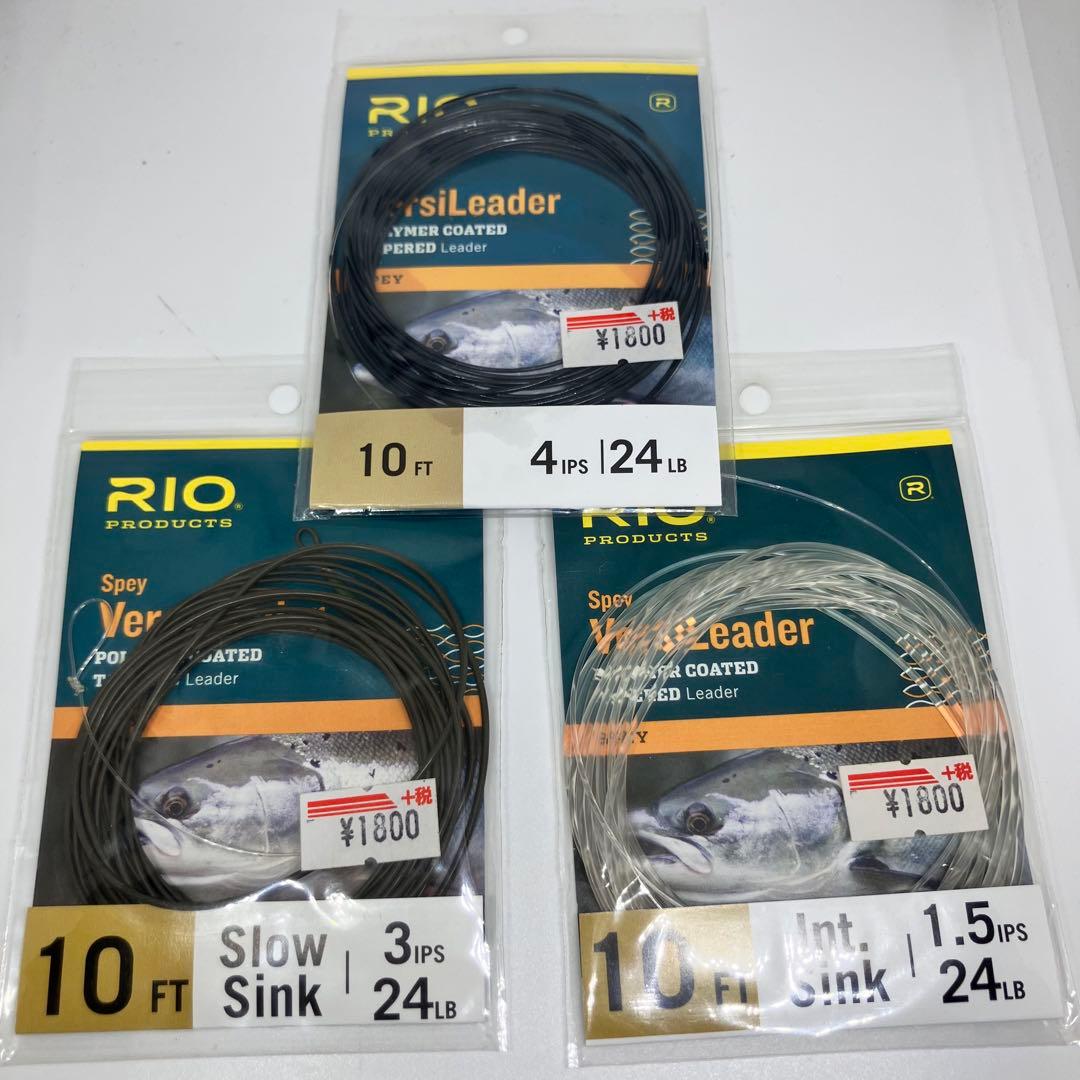 RIO
R
VersiLeader
POLYMER COATED
TAPERED Leader
SPEY
+税
¥1800
10 FT
4 IPS | 24 LB
RIO
PRODUCTS
Spey
Leader
+税
¥1800
10 FT
Slow
Sink
3 IPS
24 LB
RIO
PRODUCTS
R
Spey
VersiLeader
COATED
Leader
+税
¥1800
10 FT
Int.
Sink
1.5 IPS
24 LB